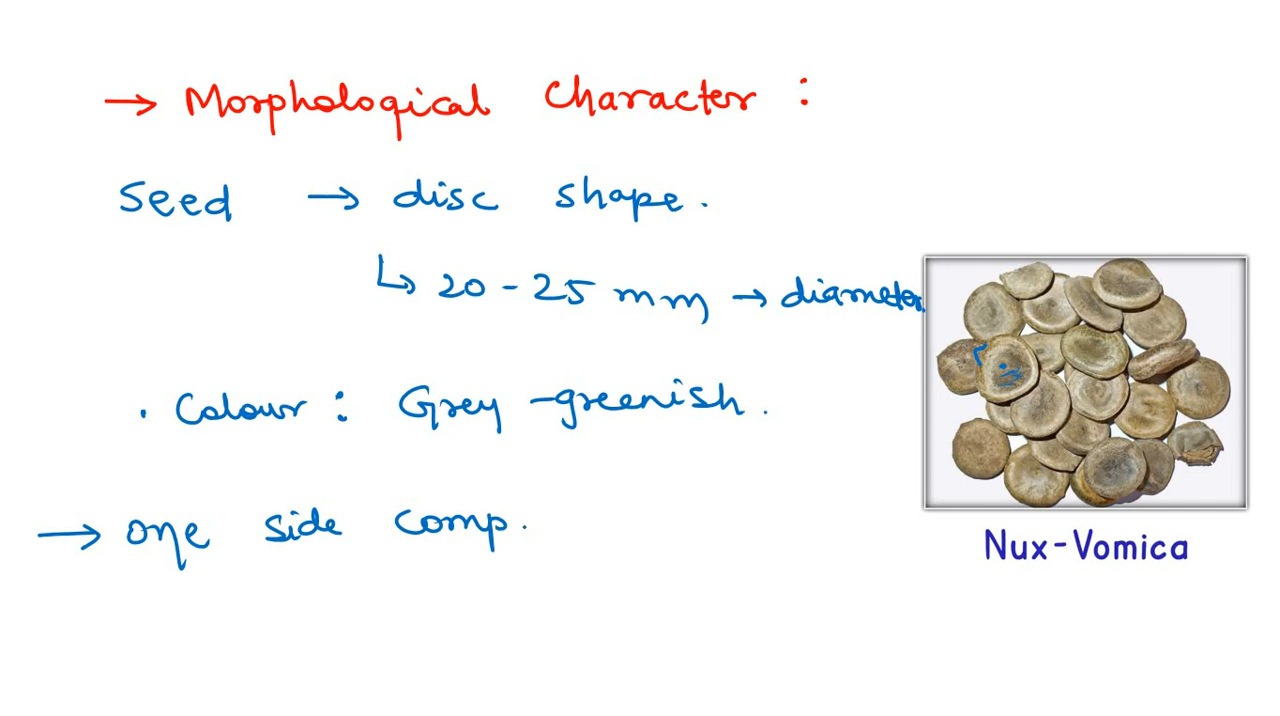 → Morphological Character :
Seed → disc shape.
↳ 20 - 25 mm → diameter.
. Colour : Grey - greenish.
→ one side comp.
Nux-Vomica